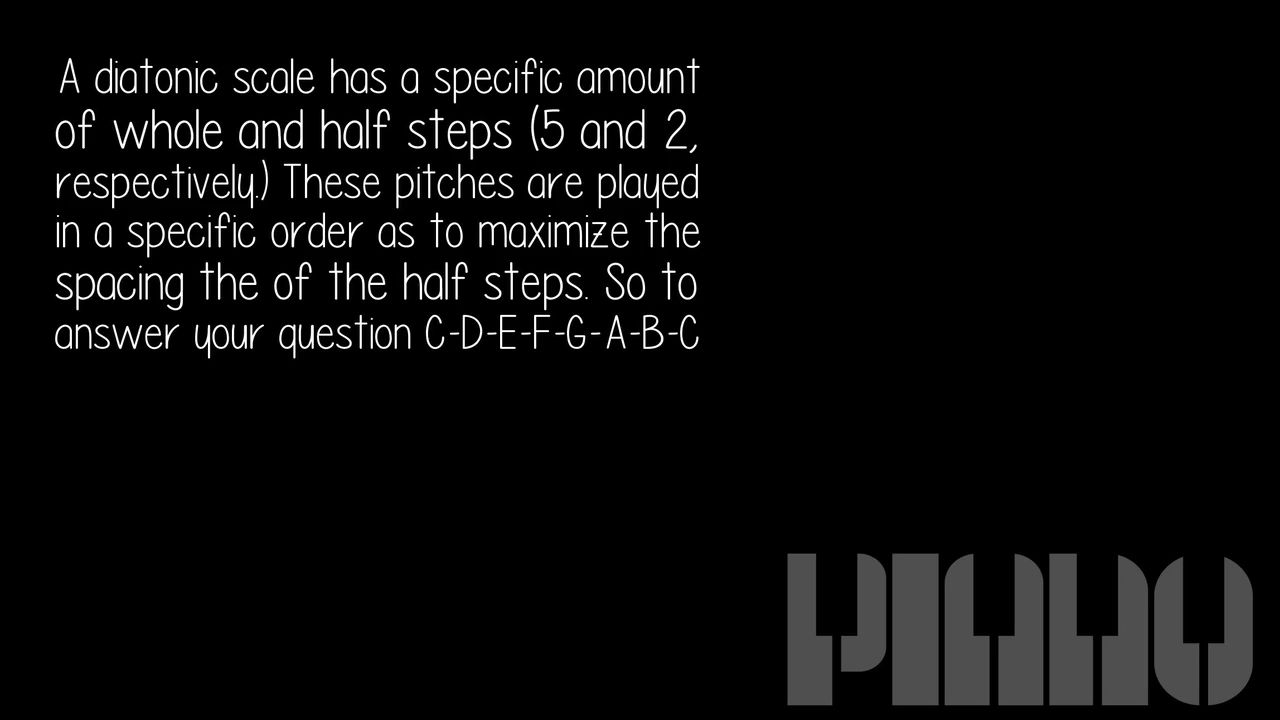 A diatonic scale has a specific amount
of whole and half steps (5 and 2,
respectively.) These pitches are played
in a specific order as to maximize the
spacing the of the half steps. So to
answer your question C-D-E-F-G-A-B-C
PIANO